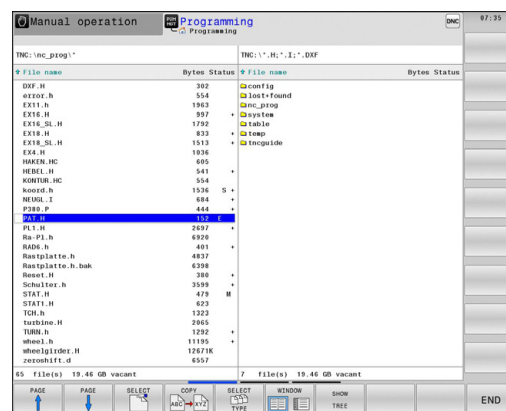 Manual operation
PGM MGT Programming
Programming
DNC
07:35
TNC:\nc_prog\*
TNC:\*.H;*.I;*.DXF
File name Bytes Status
File name Bytes Status
DXF.H 302
error.h 554
EX11.h 1963
EX16.H 997 +
EX16_SL.H 1792
EX18.H 833 +
EX18_SL.H 1513 +
EX4.H 1036
HAKEN.HC 605
HEBEL.H 541 +
KONTUR.HC 554
koord.h 1536 S +
NEUGL.I 684 +
P380.P 444 +
PAT.H 152 E
PL1.H 2697 +
Ra-Pl.h 6920
RAD6.h 401 +
Rastplatte.h 4837
Rastplatte.h.bak 6398
Reset.H 380 +
Schulter.h 3599 +
STAT.H 479 M
STAT1.H 623
TCH.h 1323
turbine.H 2065
TURN.h 1292 +
wheel.h 11195 +
wheelgirder.H 12671K
zeroshift.d 6557
config
lost+found
nc_prog
system
table
temp
tncguide
65 file(s) 19.46 GB vacant
7 file(s) 19.46 GB vacant
PAGE
PAGE
SELECT
COPY
ABC XYZ
SELECT
TYPE
WINDOW
SHOW
TREE
END